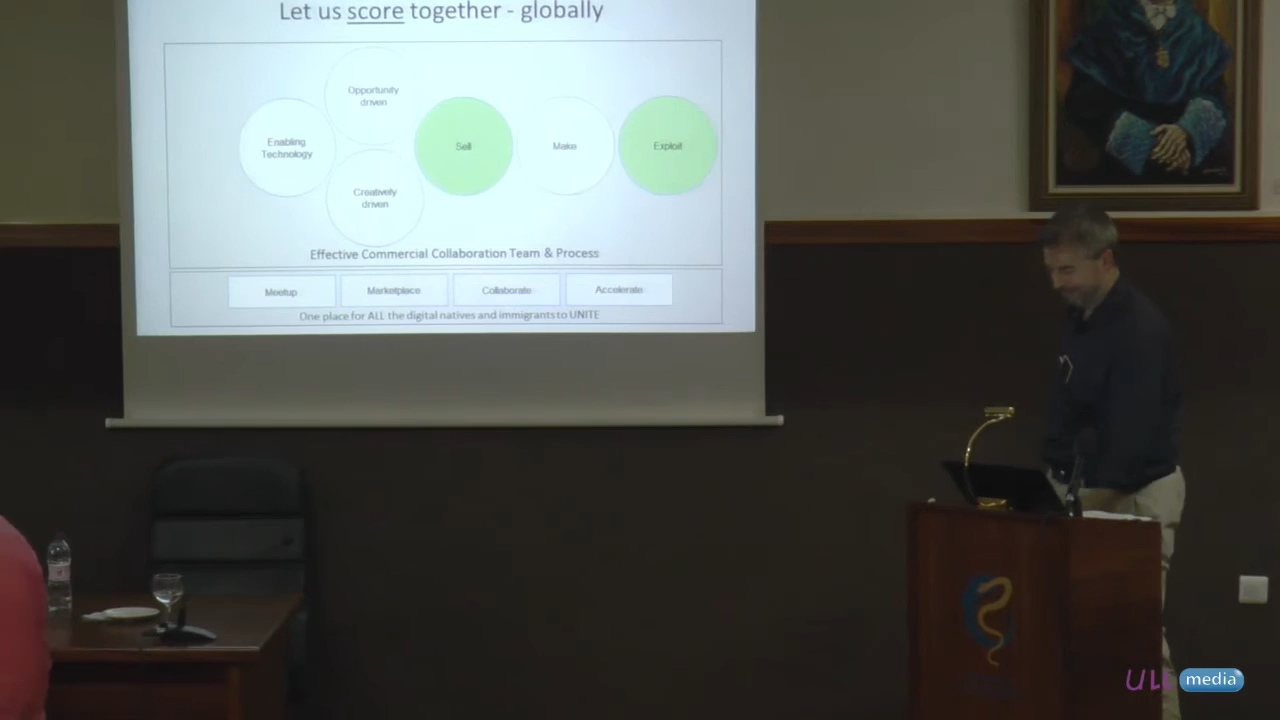 Let us score together - globally
Opportunity
driven
Enabling
Technology
Sell
Make
Exploit
Creatively
driven
Effective Commercial Collaboration Team & Process
Meetup
Marketplace
Collaborate
Accelerate
One place for ALL the digital natives and immigrants to UNITE
ULL media